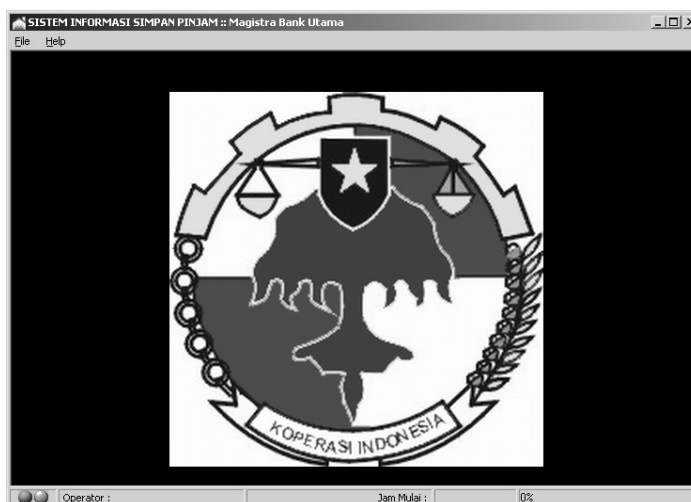 SISTEM INFORMASI SIMPAN PINJAM :: Magistra Bank Utama
File Help
KOPERASI INDONESIA
Operator : Jam Mulai : 0%